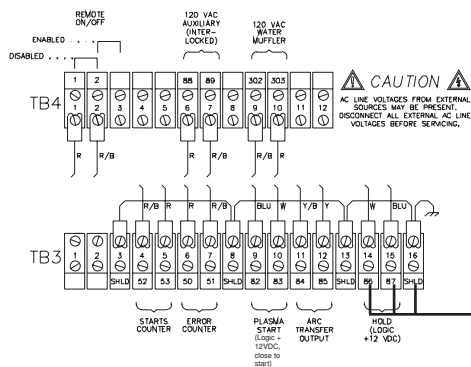 REMOTE
ON/OFF
120 VAC
AUXILIARY
(INTER-
LOCKED)
120 VAC
WATER
MUFFLER
ENABLED
DISABLED
1 2 88 89 302 303
TB4
1 2 3 4 5 6 7 8 9 10 11 12
R R/B R R/B R/B R
CAUTION
AC LINE VOLTAGES FROM EXTERNAL
SOURCES MAY BE PRESENT.
DISCONNECT ALL EXTERNAL AC LINE
VOLTAGES BEFORE SERVICING.
R/B R R R/B BLU W Y/B Y W BLU
TB3
1 2 3 4 5 6 7 8 9 10 11 12 13 14 15 16
SHLD 52 53 50 51 SHLD 82 83 84 85 SHLD 86 87 SHLD
STARTS
COUNTER
ERROR
COUNTER
PLASMA
START
(Logic +
12VDC,
close to
start)
ARC
TRANSFER
OUTPUT
HOLD
(LOGIC
+12 VDC)